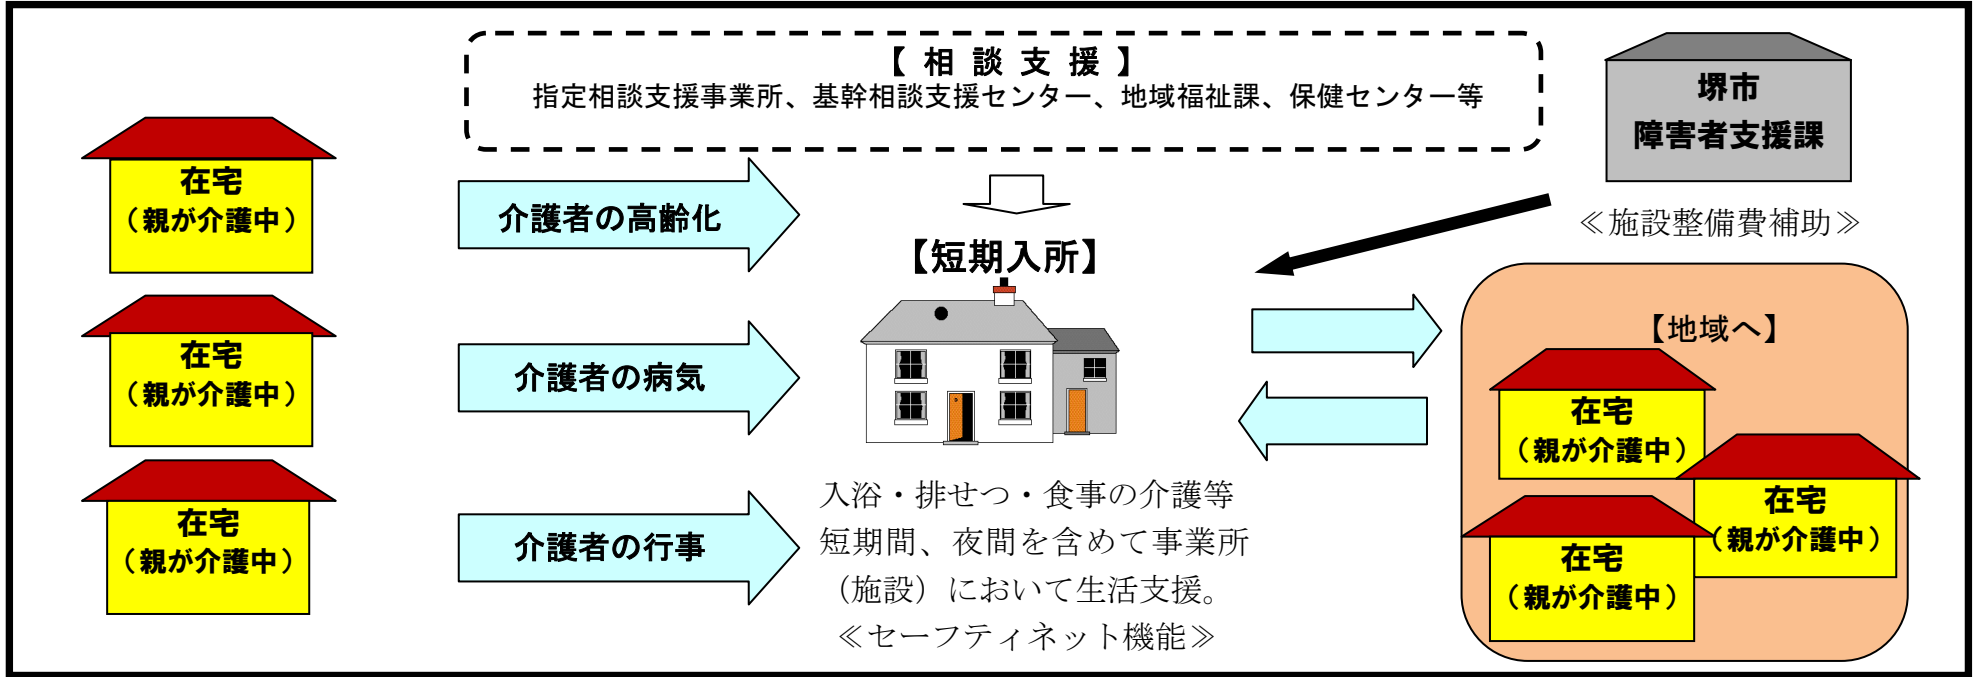 【 相 談 支 援 】
指定相談支援事業所、基幹相談支援センター、地域福祉課、保健センター等
堺市
障害者支援課
≪施設整備費補助≫
在宅
（親が介護中）
介護者の高齢化
在宅
（親が介護中）
介護者の病気
在宅
（親が介護中）
介護者の行事
【短期入所】
入浴・排せつ・食事の介護等
短期間、夜間を含めて事業所
（施設）において生活支援。
≪セーフティネット機能≫
【地域へ】
在宅
（親が介護中）
在宅
（親が介護中）
在宅
（親が介護中）